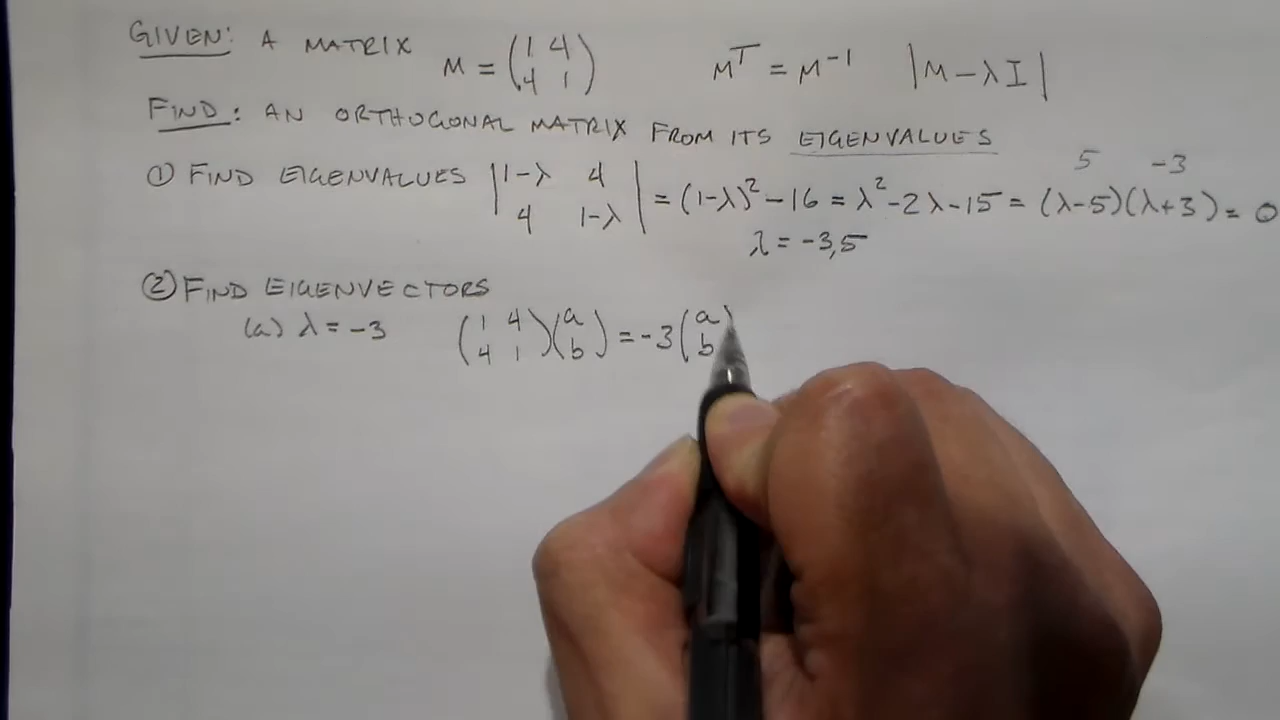 GIVEN: A MATRIX M = (1 4
4 1) M^T = M^-1 |M - λI|
FIND: AN ORTHOGONAL MATRIX FROM ITS EIGENVALUES
5 -3
① FIND EIGENVALUES |1-λ 4
4 1-λ| = (1-λ)^2 - 16 = λ^2 - 2λ - 15 = (λ-5)(λ+3) = 0
λ = -3,5
② FIND EIGENVECTORS
(a) λ = -3 (1 4
4 1)(a
b) = -3(a
b